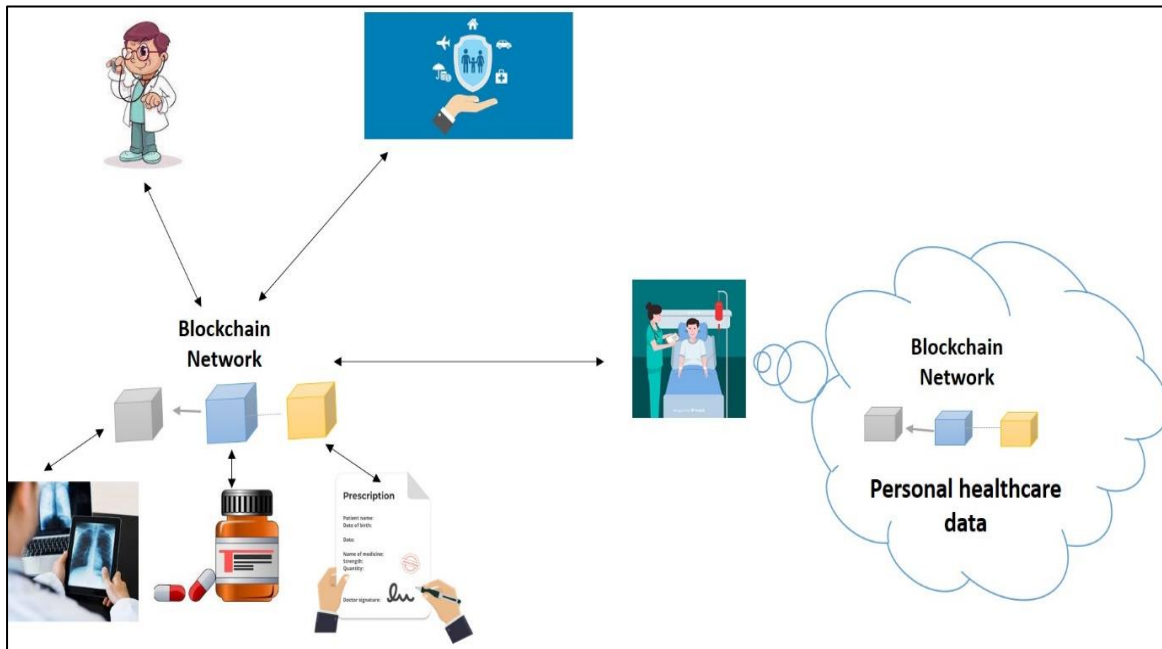 Blockchain
Network
Prescription
Patient name:
Date of birth:
Date:
Name of medicine:
Strength:
Quantity:
Doctor signature:
Blockchain
Network
Personal healthcare
data